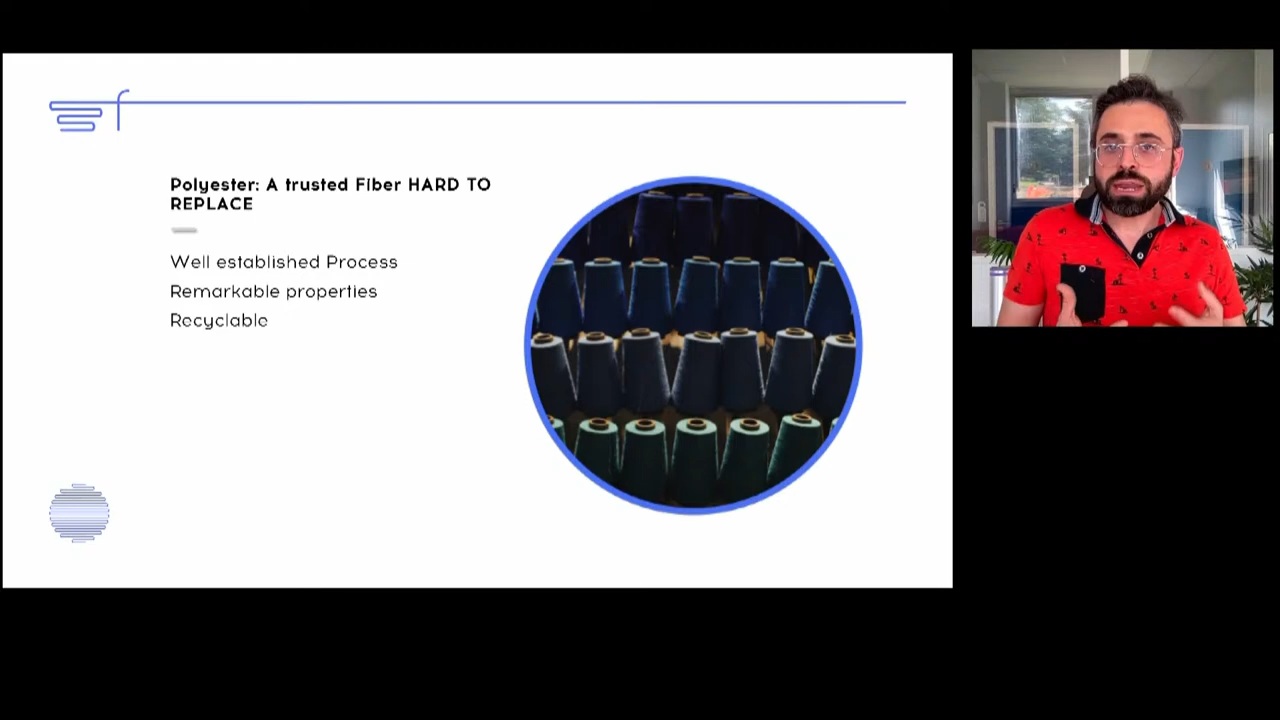 Polyester: A trusted Fiber HARD TO
REPLACE
Well established Process
Remarkable properties
Recyclable